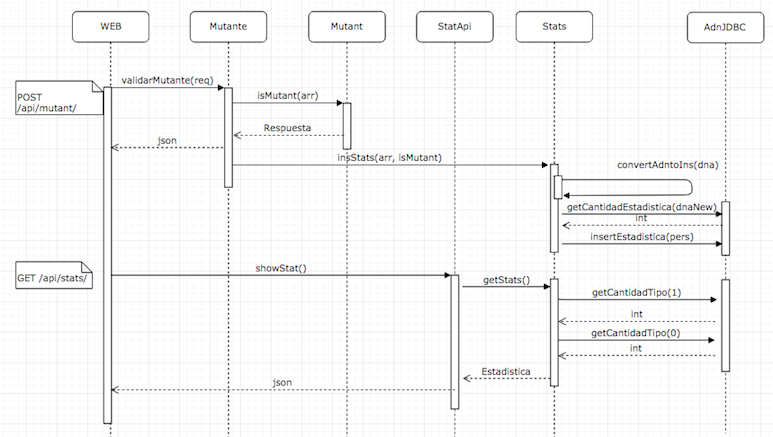 WEB
Mutante
Mutant
StatApi
Stats
AdnJDBC
POST
/api/mutant/
validarMutante(req)
isMutant(arr)
Respuesta
json
insStats(arr, isMutant)
convertAdntoIns(dna)
getCantidadEstadistica(dnaNew)
int
insertEstadistica(pers)
GET /api/stats/
showStat()
getStats()
getCantidadTipo(1)
int
getCantidadTipo(0)
int
Estadistica
json